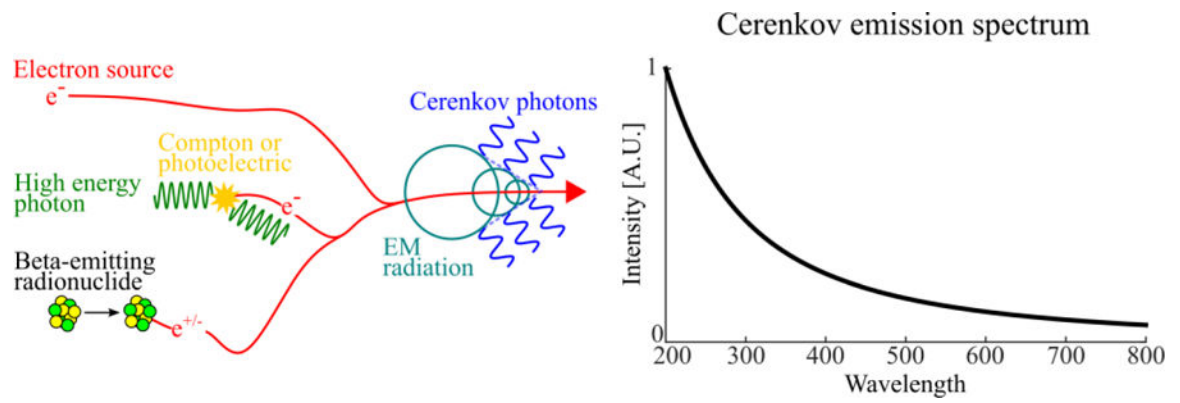 Electron source
e-
Compton or
photoelectric
High energy
photon
e-
Beta-emitting
radionuclide
e+/-
Cerenkov photons
EM
radiation
Cerenkov emission spectrum
Intensity [A.U.]
1
0
200 300 400 500 600 700 800
Wavelength